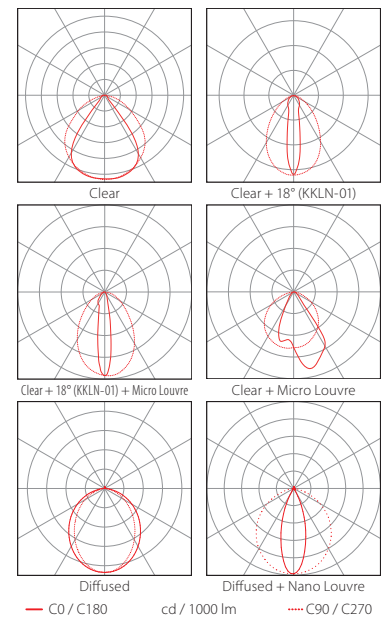 Clear
Clear + 18° (KKLN-01)
Clear + 18° (KKLN-01) + Micro Louvre
Clear + Micro Louvre
Diffused
Diffused + Nano Louvre
C0 / C180
cd / 1000 lm
C90 / C270